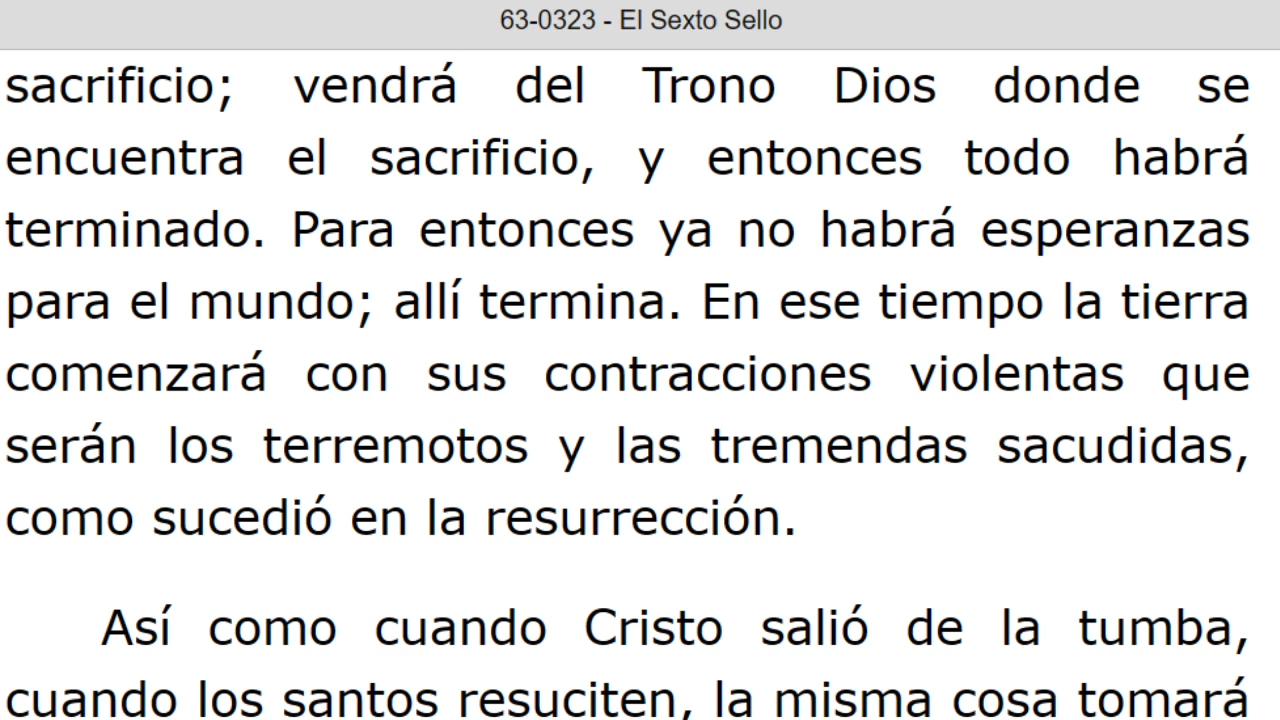 63-0323 - El Sexto Sello
sacrificio; vendrá del Trono Dios donde se
encuentra el sacrificio, y entonces todo habrá
terminado. Para entonces ya no habrá esperanzas
para el mundo; allí termina. En ese tiempo la tierra
comenzará con sus contracciones violentas que
serán los terremotos y las tremendas sacudidas,
como sucedió en la resurrección.
Así como cuando Cristo salió de la tumba,
cuando los santos resuciten, la misma cosa tomará